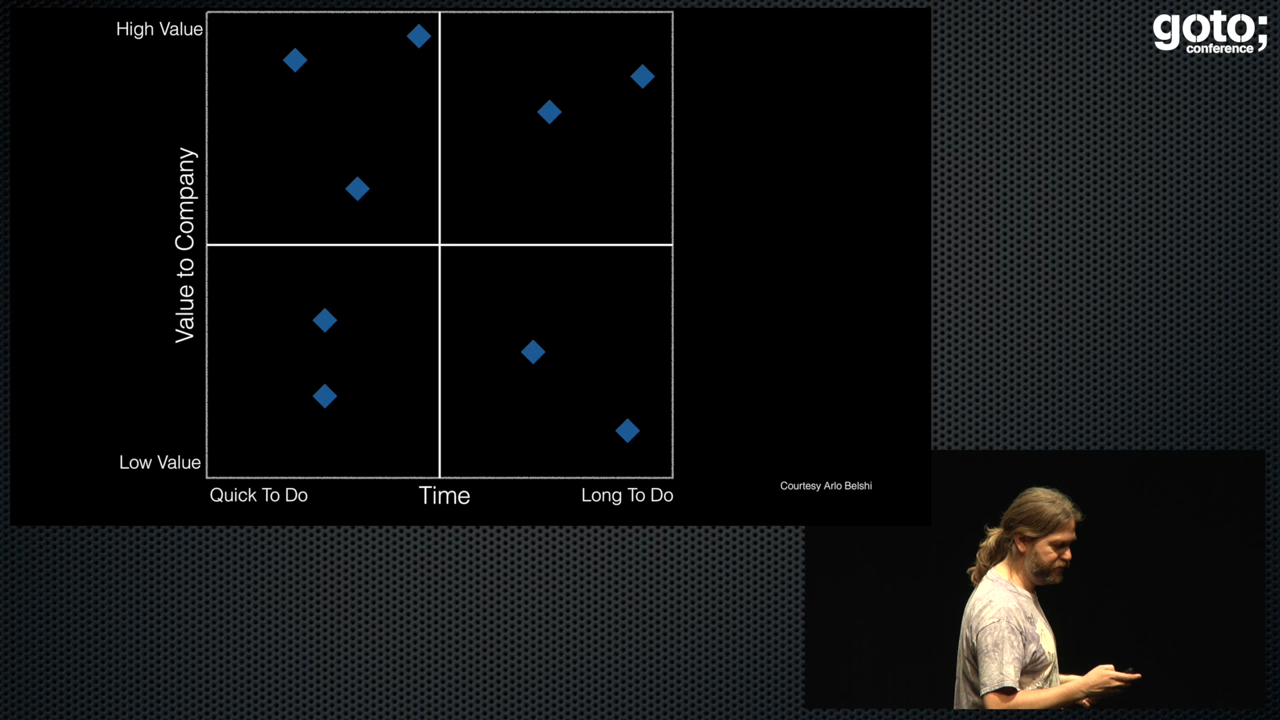 High Value
Value to Company
Low Value
Quick To Do
Time
Long To Do
Courtesy Arlo Belshi
goto;
conference